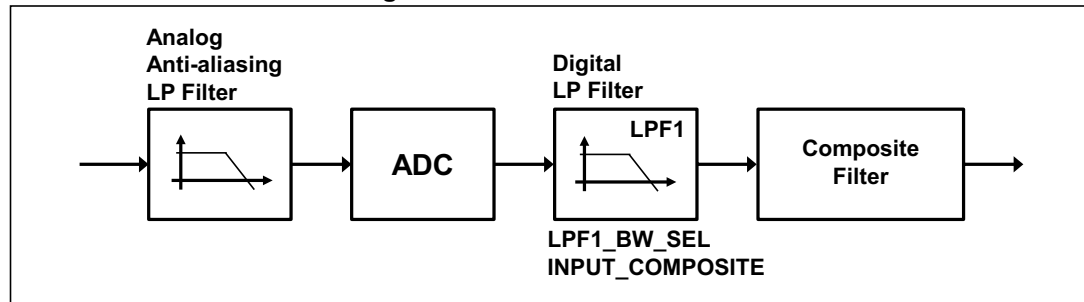 Analog
Anti-aliasing
LP Filter
ADC
Digital
LP Filter
LPF1
LPF1_BW_SEL
INPUT_COMPOSITE
Composite
Filter